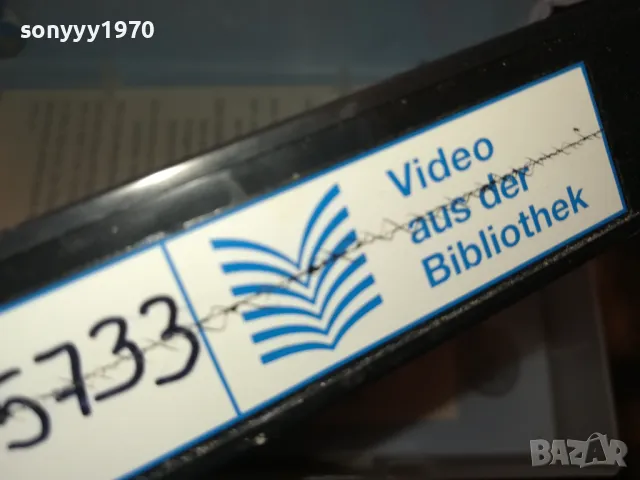 sonyyy1970
Video
aus der
Bibliothek
5733
BAZAR